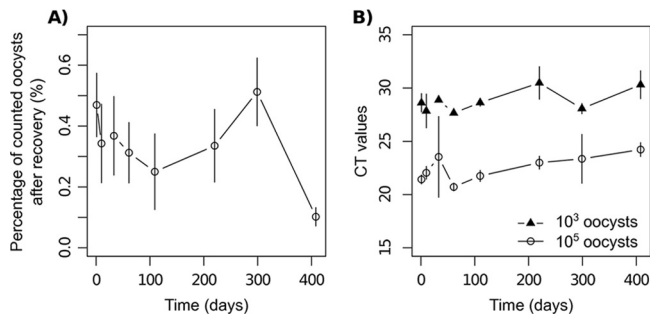 A)
Percentage of counted oocysts
after recovery (%)
0.0
0.2
0.4
0.6
0
100
200
300
400
Time (days)
B)
CT values
15
20
25
30
35
0
100
200
300
400
Time (days)
10³ oocysts
10⁵ oocysts